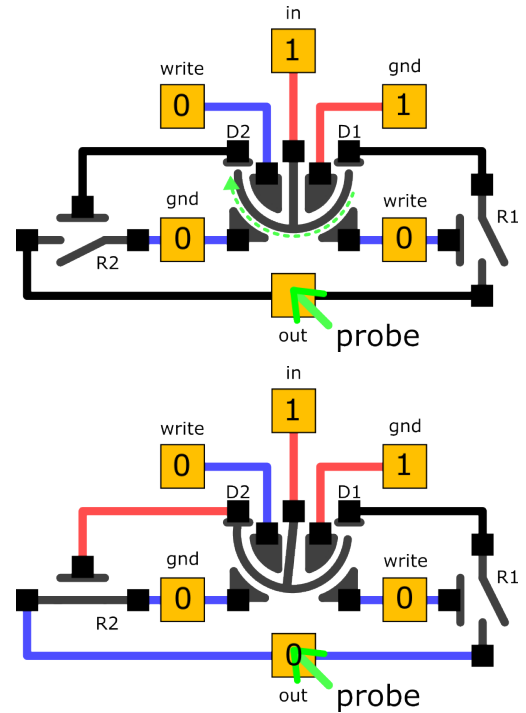 in
1
write
gnd
0
1
D2
D1
gnd
write
R1
0
0
R2
out
probe
in
1
write
gnd
0
1
D2
D1
gnd
write
R1
0
0
R2
0
out
probe